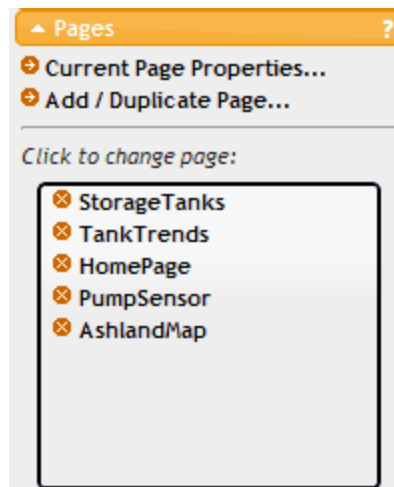 Pages ?
Current Page Properties...
Add / Duplicate Page...
Click to change page:
StorageTanks
TankTrends
HomePage
PumpSensor
AshlandMap